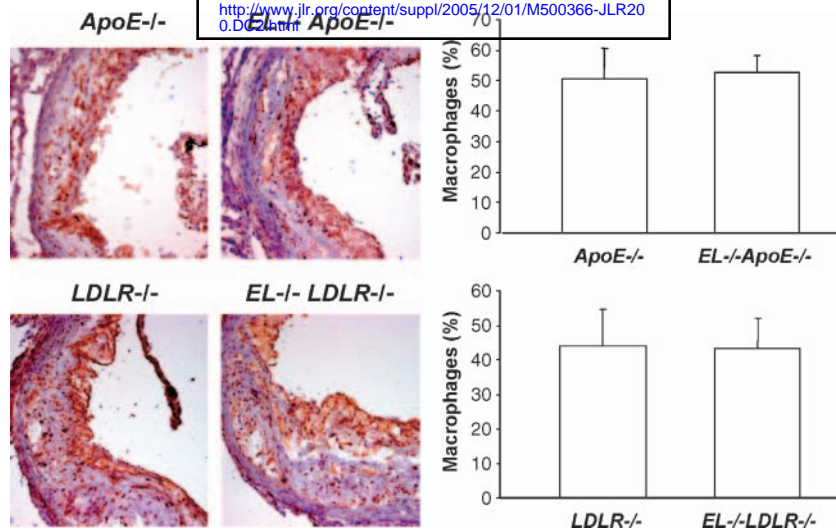 http://www.jlr.org/content/suppl/2005/12/01/M500366-JLR20
0.DC2.html
ApoE-/-
EL-/- ApoE-/-
LDLR-/-
EL-/- LDLR-/-
Macrophages (%)
70
60
50
40
30
20
10
0
ApoE-/-
EL-/-ApoE-/-
Macrophages (%)
60
50
40
30
20
10
0
LDLR-/-
EL-/-LDLR-/-